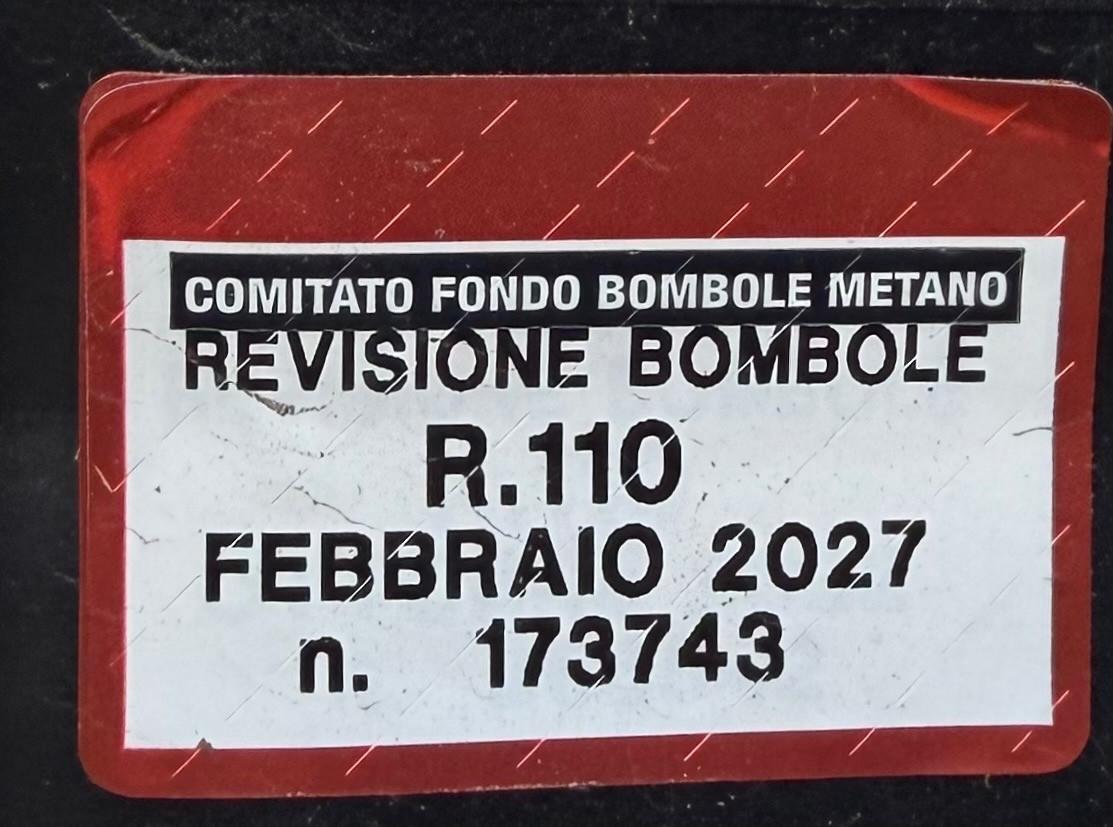 COMITATO FONDO BOMBOLE METANO
REVISIONE BOMBOLE
R.110
FEBBRAIO 2027
n. 173743